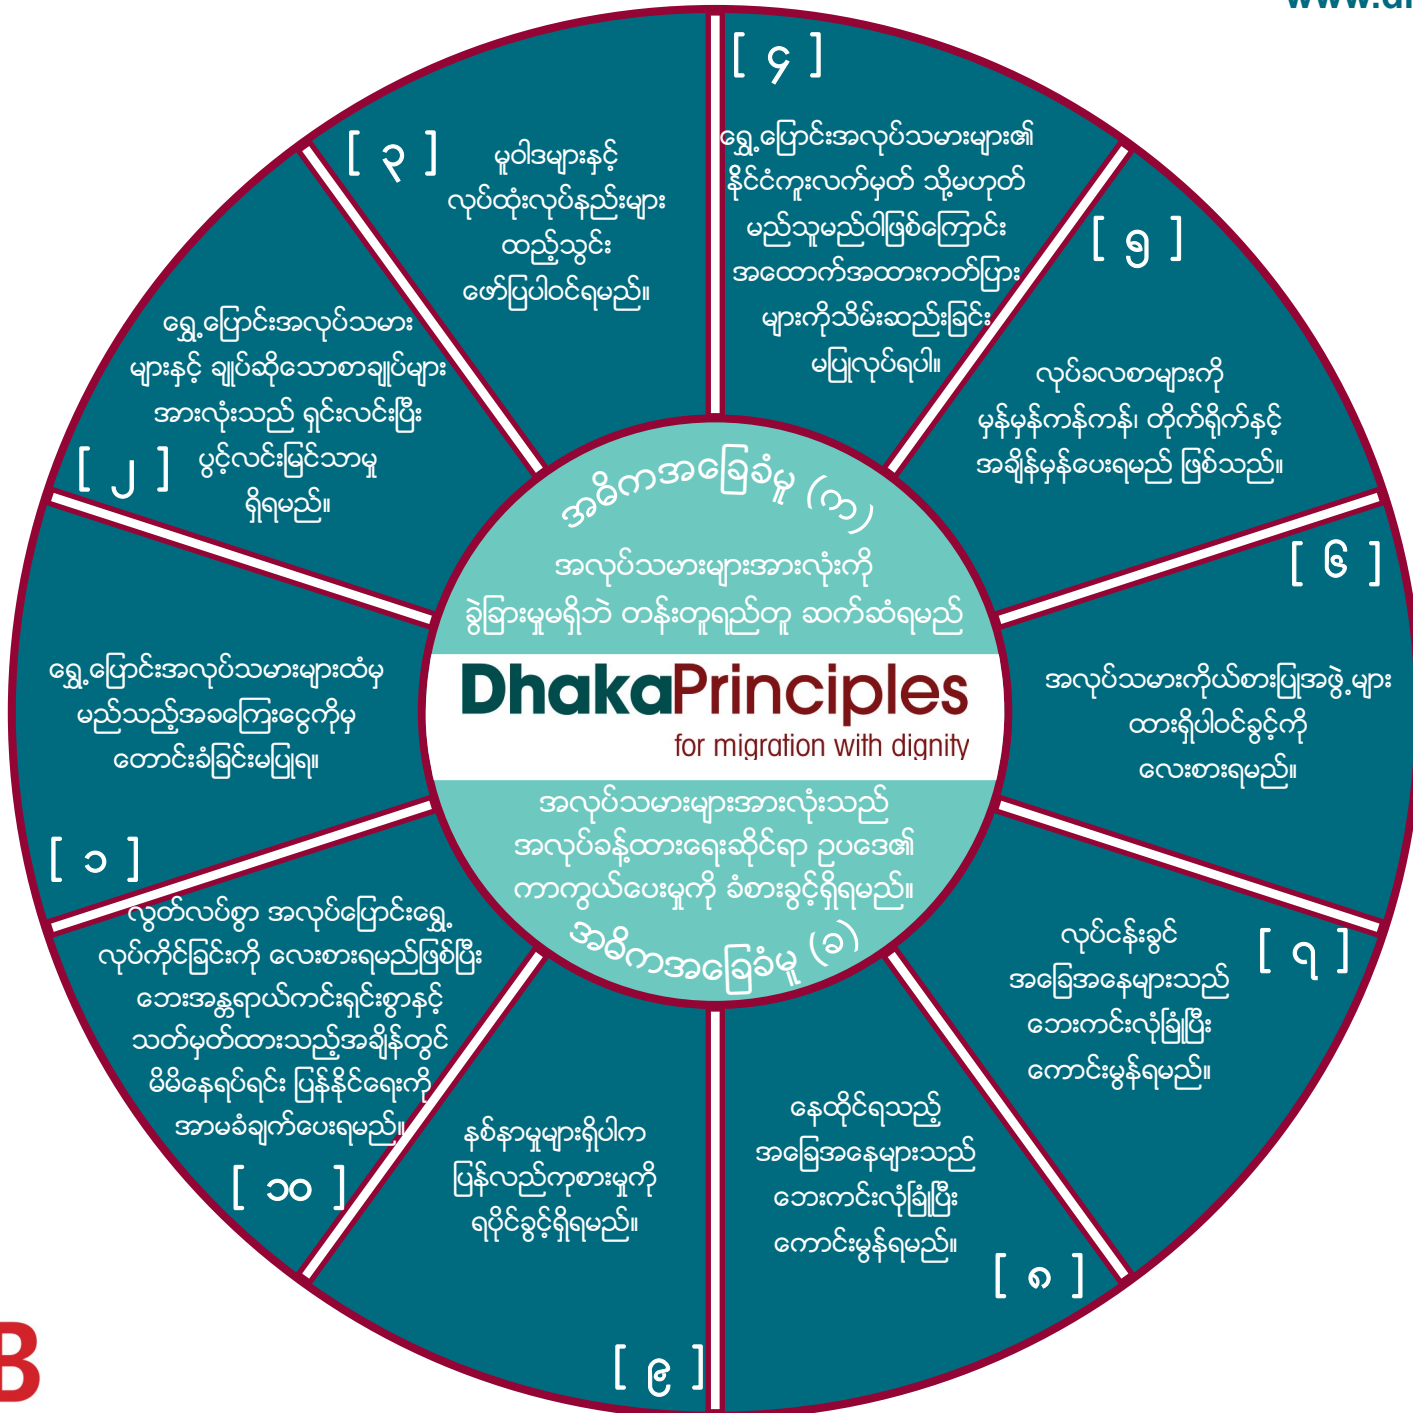 [ ၄ ]
ရွှေ့ပြောင်းအလုပ်သမားများ၏
နိုင်ငံကူးလက်မှတ် သို့မဟုတ်
မည်သူမည်ဝါဖြစ်ကြောင်း
အထောက်အထားကတ်ပြား
များကိုသိမ်းဆည်းခြင်း
မပြုလုပ်ရပါ။
[ ၃ ]
မူဝါဒများနှင့်
လုပ်ထုံးလုပ်နည်းများ
ထည့်သွင်း
ဖော်ပြပါဝင်ရမည်။
[ ၅ ]
လုပ်ခလစာများကို
မှန်မှန်ကန်ကန်၊ တိုက်ရိုက်နှင့်
အချိန်မှန်ပေးရမည် ဖြစ်သည်။
ရွှေ့ပြောင်းအလုပ်သမား
များနှင့် ချုပ်ဆိုသောစာချုပ်များ
အားလုံးသည် ရှင်းလင်းပြီး
ပွင့်လင်းမြင်သာမှု
ရှိရမည်။
[ ၂ ]
အဓိကအခြေခံမူ (က)
အလုပ်သမားများအားလုံးကို
ခွဲခြားမှုမရှိဘဲ တန်းတူရည်တူ ဆက်ဆံရမည်
DhakaPrinciples
for migration with dignity
အလုပ်သမားများအားလုံးသည်
အလုပ်ခန့်ထားရေးဆိုင်ရာ ဥပဒေ၏
ကာကွယ်ပေးမှုကို ခံစားခွင့်ရှိရမည်။
အဓိကအခြေခံမူ (ခ)
[ ၆ ]
အလုပ်သမားကိုယ်စားပြုအဖွဲ့များ
ထားရှိပါဝင်ခွင့်ကို
လေးစားရမည်။
ရွှေ့ပြောင်းအလုပ်သမားများထံမှ
မည်သည့်အခကြေးငွေကိုမှ
တောင်းခံခြင်းမပြုရ။
[ ၁ ]
လွတ်လပ်စွာ အလုပ်ပြောင်းရွှေ့
လုပ်ကိုင်ခြင်းကို လေးစားရမည်ဖြစ်ပြီး
ဘေးအန္တရာယ်ကင်းရှင်းစွာနှင့်
သတ်မှတ်ထားသည့်အချိန်တွင်
မိမိနေရပ်ရင်း ပြန်နိုင်ရေးကို
အာမခံချက်ပေးရမည်။
[ ၁၀ ]
လုပ်ငန်းခွင်
အခြေအနေများသည်
ဘေးကင်းလုံခြုံပြီး
ကောင်းမွန်ရမည်။
[ ၇ ]
နေထိုင်ရသည့်
အခြေအနေများသည်
ဘေးကင်းလုံခြုံပြီး
ကောင်းမွန်ရမည်။
[ ၈ ]
နစ်နာမှုများရှိပါက
ပြန်လည်ကုစားမှုကို
ရပိုင်ခွင့်ရှိရမည်။
[ ၉ ]
B